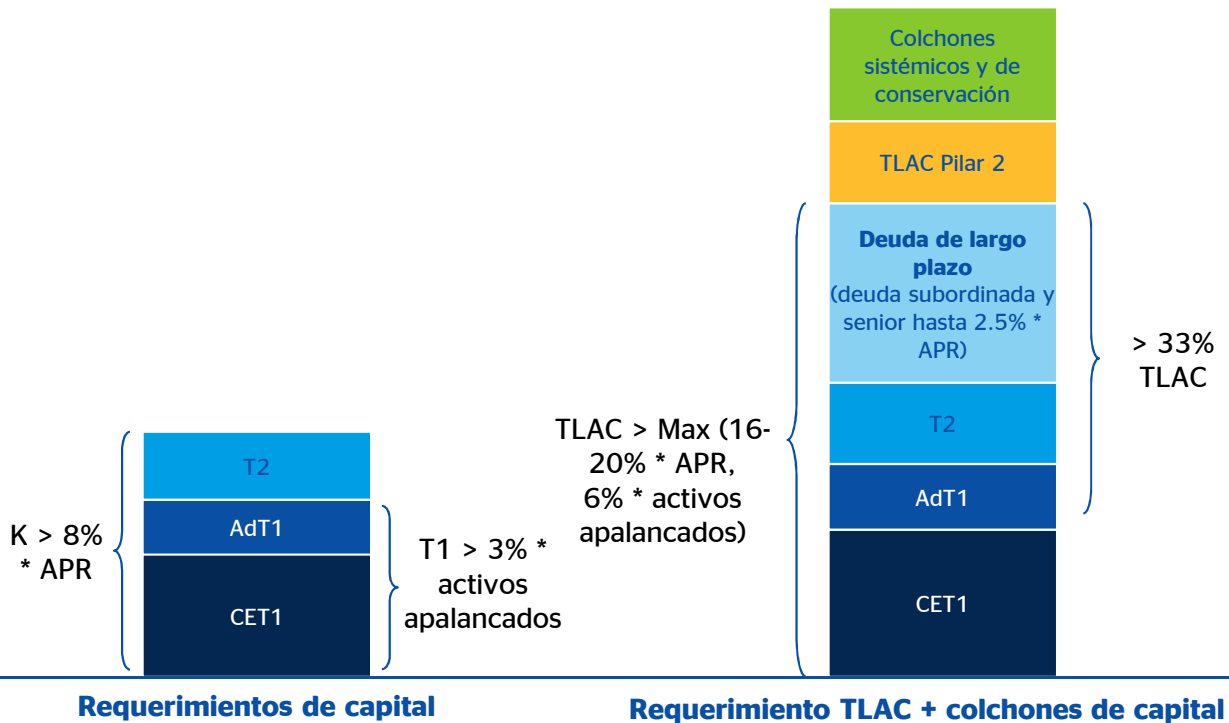 Colchones
sistémicos y de
conservación
TLAC Pilar 2
Deuda de largo
plazo
(deuda subordinada y
senior hasta 2.5% *
APR)
> 33%
TLAC
T2
TLAC > Max (16-
20% * APR,
6% * activos
apalancados)
AdT1
CET1
T2
AdT1
CET1
K > 8%
* APR
T1 > 3% *
activos
apalancados
Requerimientos de capital
Requerimiento TLAC + colchones de capital